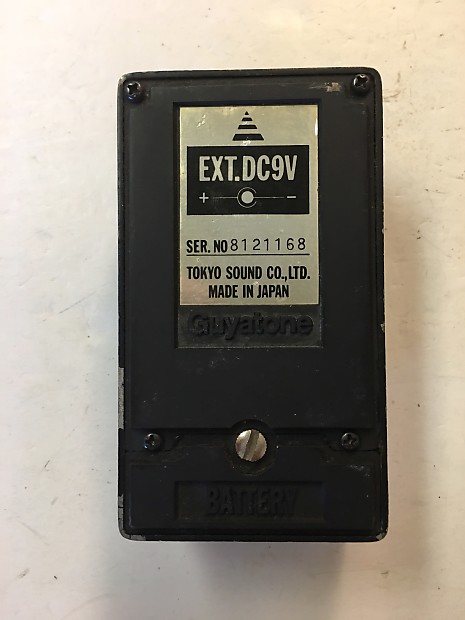 EXT.DC9V
+ −
SER. NO 8121168
TOKYO SOUND CO.,LTD.
MADE IN JAPAN
Guyatone
BATTERY